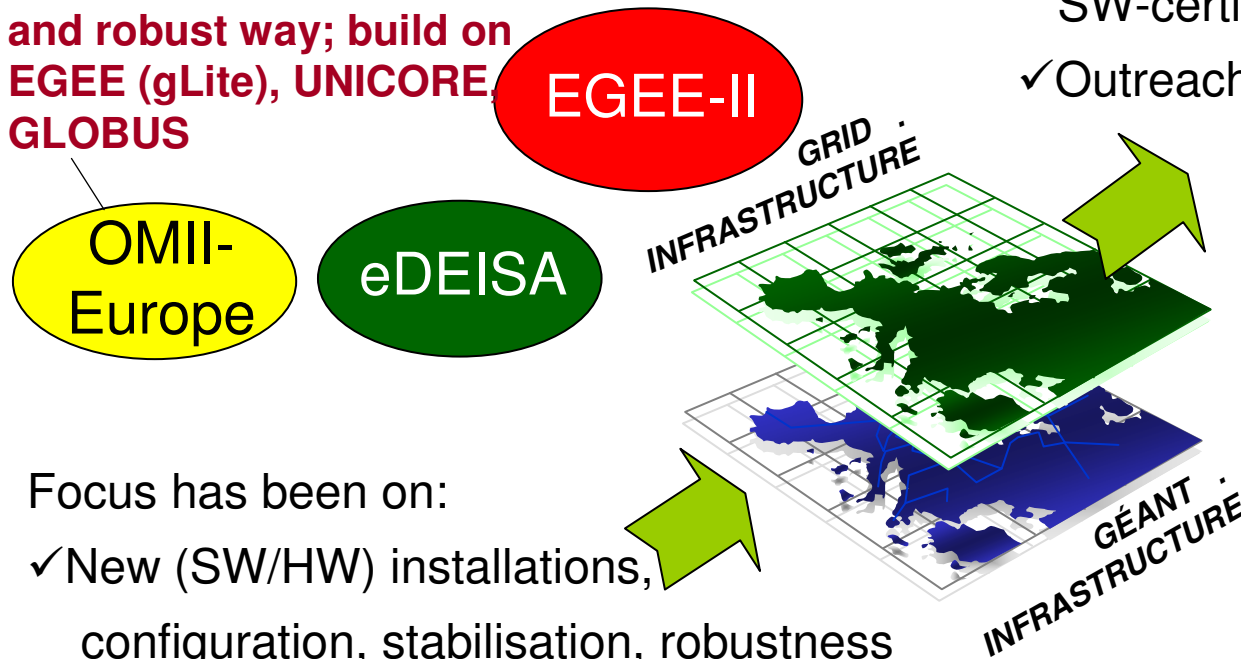 and robust way; build on
EGEE (gLite), UNICORE,
GLOBUS
EGEE-II
✓Outreach
OMII-
Europe
eDEISA
GRID .
INFRASTRUCTURE
Focus has been on:
✓New (SW/HW) installations,
configuration, stabilisation, robustness
GÉANT .
INFRASTRUCTURE